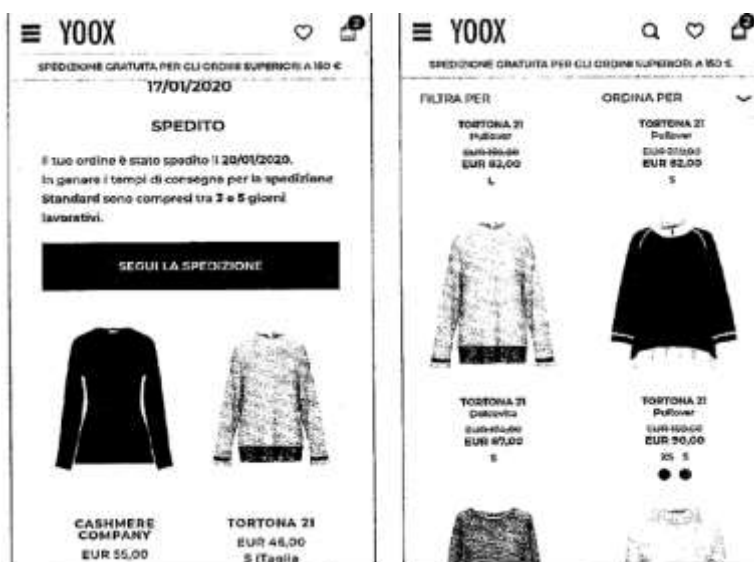 YOOX
2
SPEDIZIONE GRATUITA PER GLI ORDINI SUPERIORI A 150 €
17/01/2020
SPEDITO
Il tuo ordine è stato spedito il 20/01/2020.
In genere i tempi di consegna per la spedizione
Standard sono compresi tra 3 e 5 giorni
lavorativi.
SEGUI LA SPEDIZIONE
CASHMERE
COMPANY
EUR 55,00
TORTONA 21
EUR 46,00
S (Taglia
YOOX
2
SPEDIZIONE GRATUITA PER GLI ORDINI SUPERIORI A 150 €
FILTRA PER
ORDINA PER
TORTONA 21
Pullover
EUR 82,00
L
TORTONA 21
Pullover
EUR 82,00
S
TORTONA 21
Dolcevita
EUR 67,00
S
TORTONA 21
Pullover
EUR 90,00
XS S